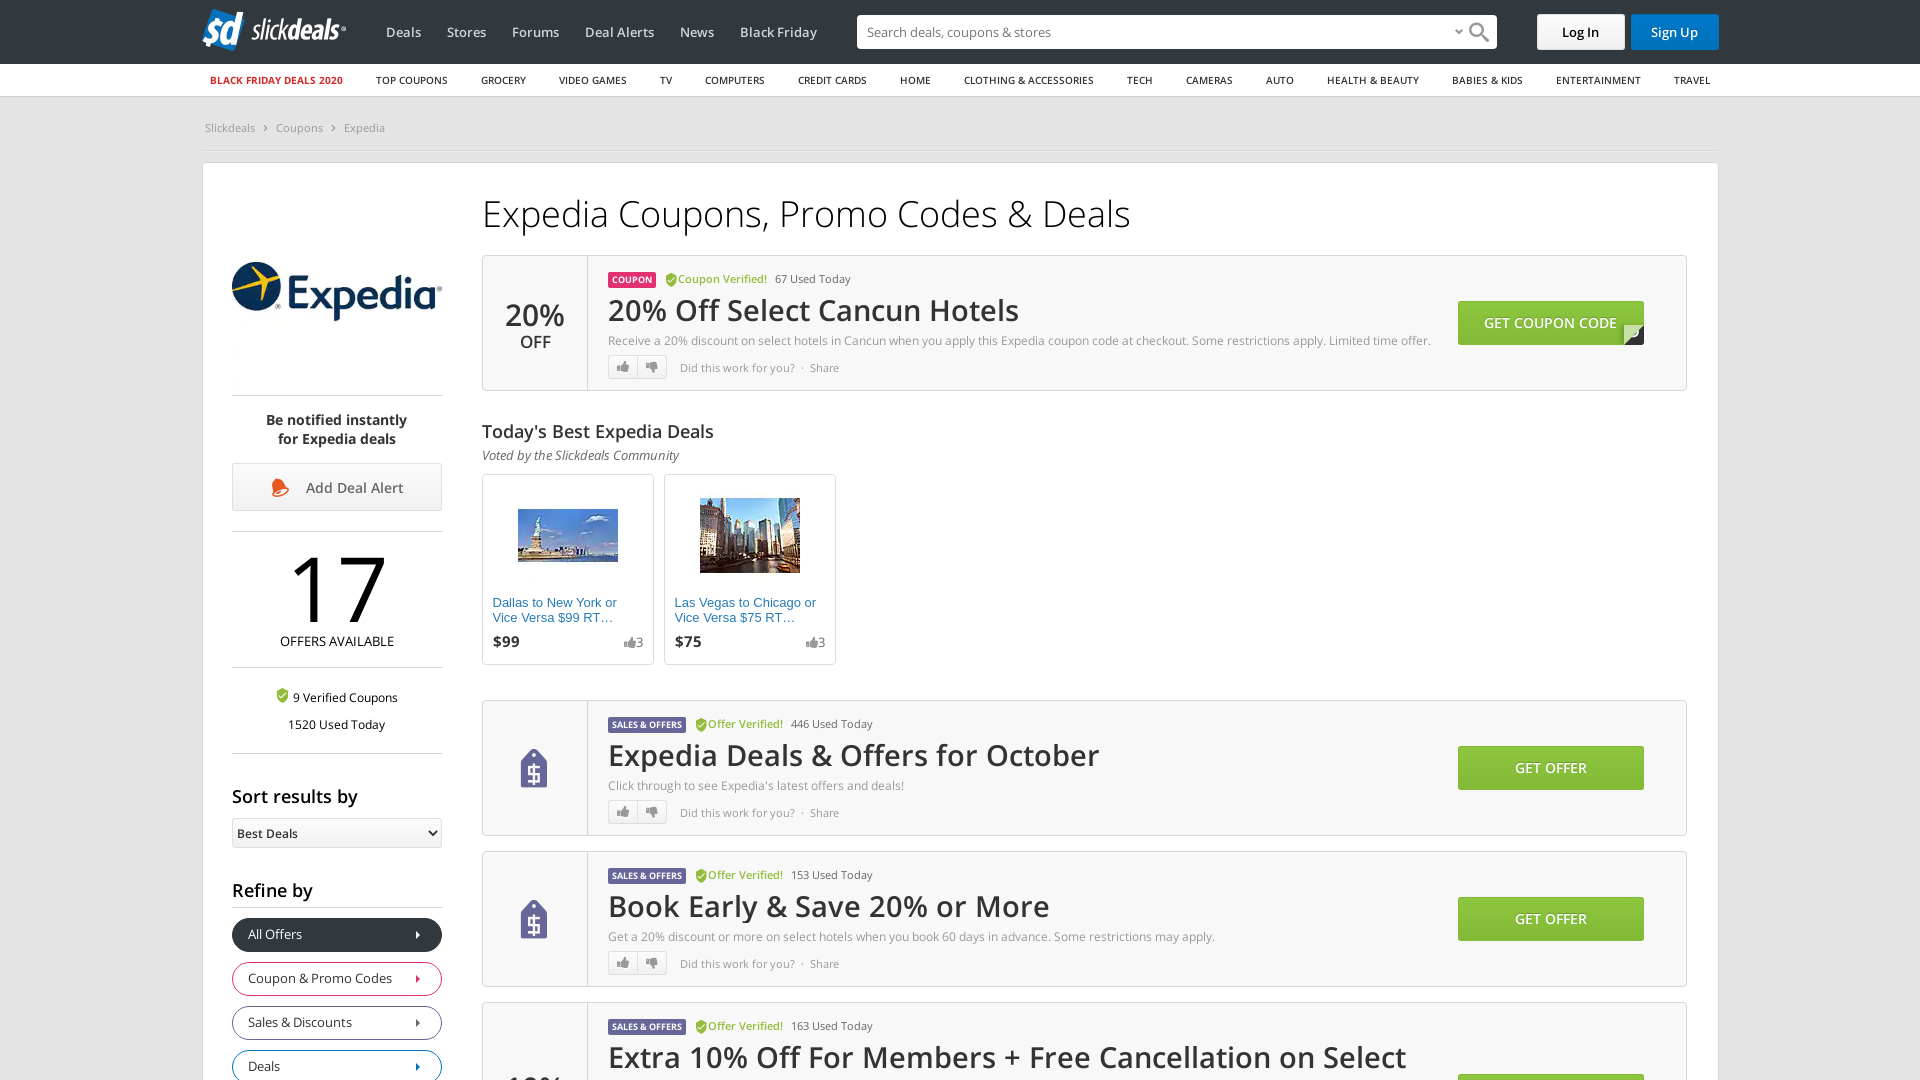 sd slickdeals
Deals
Stores
Forums
Deal Alerts
News
Black Friday
Search deals, coupons & stores
Log In
Sign Up
BLACK FRIDAY DEALS 2020
TOP COUPONS
GROCERY
VIDEO GAMES
TV
COMPUTERS
CREDIT CARDS
HOME
CLOTHING & ACCESSORIES
TECH
CAMERAS
AUTO
HEALTH & BEAUTY
BABIES & KIDS
ENTERTAINMENT
TRAVEL
Slickdeals > Coupons > Expedia
Expedia®
Be notified instantly
for Expedia deals
Add Deal Alert
17
OFFERS AVAILABLE
9 Verified Coupons
1520 Used Today
Sort results by
Best Deals
Refine by
All Offers
Coupon & Promo Codes
Sales & Discounts
Deals
Expedia Coupons, Promo Codes & Deals
20%
OFF
COUPON Coupon Verified! 67 Used Today
20% Off Select Cancun Hotels
Receive a 20% discount on select hotels in Cancun when you apply this Expedia coupon code at checkout. Some restrictions apply. Limited time offer.
Did this work for you? · Share
GET COUPON CODE
Today's Best Expedia Deals
Voted by the Slickdeals Community
Dallas to New York or
Vice Versa $99 RT…
$99 3
Las Vegas to Chicago or
Vice Versa $75 RT…
$75 3
SALES & OFFERS Offer Verified! 446 Used Today
Expedia Deals & Offers for October
Click through to see Expedia's latest offers and deals!
Did this work for you? · Share
GET OFFER
SALES & OFFERS Offer Verified! 153 Used Today
Book Early & Save 20% or More
Get a 20% discount or more on select hotels when you book 60 days in advance. Some restrictions may apply.
Did this work for you? · Share
GET OFFER
SALES & OFFERS Offer Verified! 163 Used Today
Extra 10% Off For Members + Free Cancellation on Select
10%